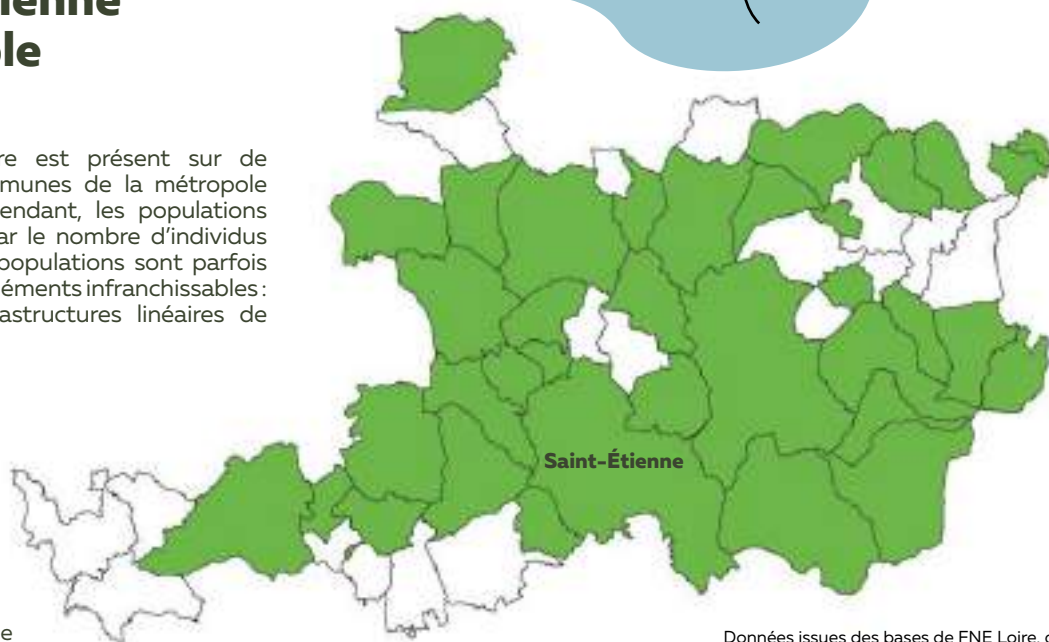 ienne
le
re est présent sur de
munes de la métropole
endant, les populations
ar le nombre d'individus
populations sont parfois
éments infranchissables :
astructures linéaires de
Saint-Étienne
e
Données issues des bases de FNE Loire,